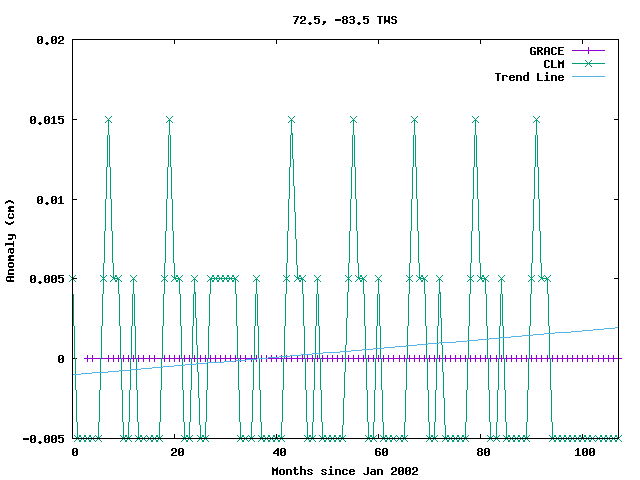 72.5, -83.5 TWS
0.02
GRACE
CLM
Trend Line
0.015
0.01
Anomaly (cm)
0.005
0
-0.005
0 20 40 60 80 100
Months since Jan 2002